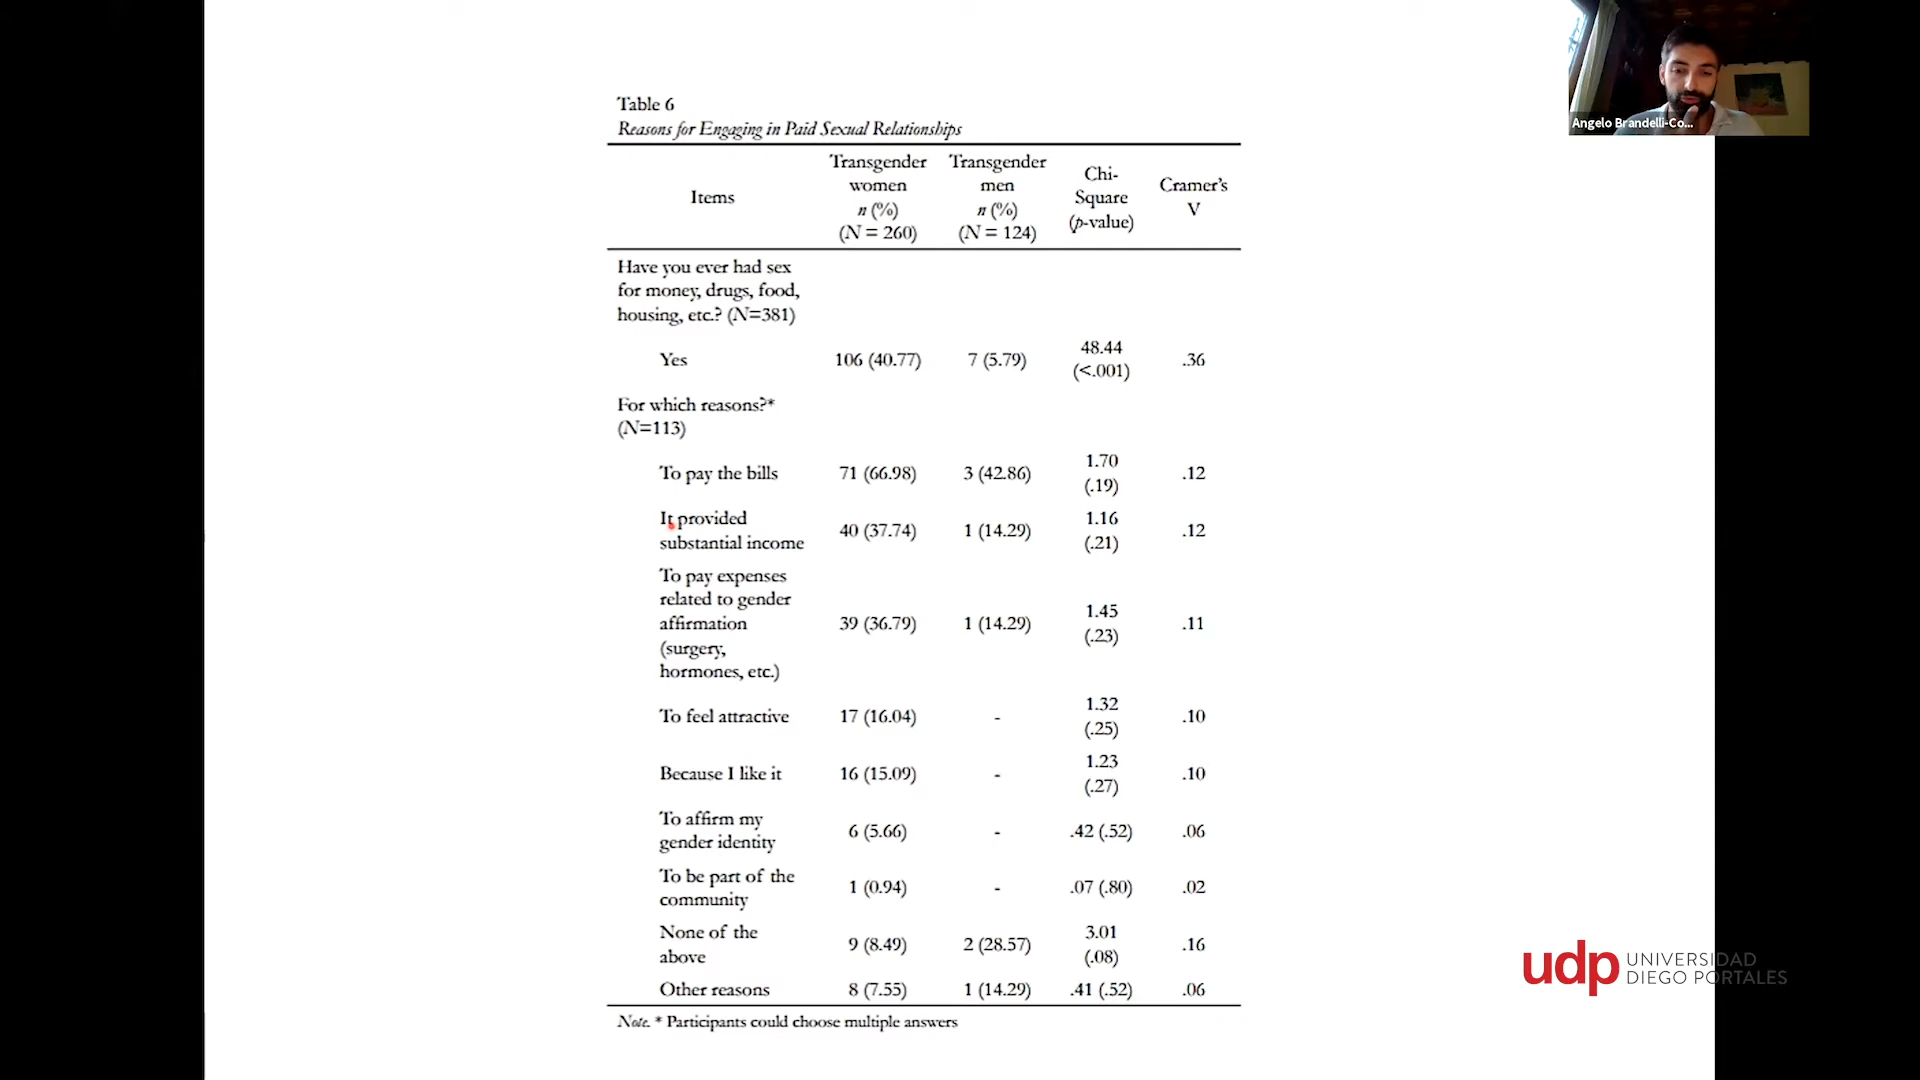 Angelo Brandelli-Co...
Table 6
Reasons for Engaging in Paid Sexual Relationships
Items
Transgender
women
n (%)
(N = 260)
Transgender
men
n (%)
(N = 124)
Chi-
Square
(p-value)
Cramer's
V
Have you ever had sex
for money, drugs, food,
housing, etc.? (N=381)
Yes
106 (40.77)
7 (5.79)
48.44
(<.001)
.36
For which reasons?*
(N=113)
To pay the bills
71 (66.98)
3 (42.86)
1.70
(.19)
.12
It provided
substantial income
40 (37.74)
1 (14.29)
1.16
(.21)
.12
To pay expenses
related to gender
affirmation
(surgery,
hormones, etc.)
39 (36.79)
1 (14.29)
1.45
(.23)
.11
To feel attractive
17 (16.04)
-
1.32
(.25)
.10
Because I like it
16 (15.09)
-
1.23
(.27)
.10
To affirm my
gender identity
6 (5.66)
-
.42 (.52)
.06
To be part of the
community
1 (0.94)
-
.07 (.80)
.02
None of the
above
9 (8.49)
2 (28.57)
3.01
(.08)
.16
Other reasons
8 (7.55)
1 (14.29)
.41 (.52)
.06
Note. * Participants could choose multiple answers
udp UNIVERSIDAD
DIEGO PORTALES